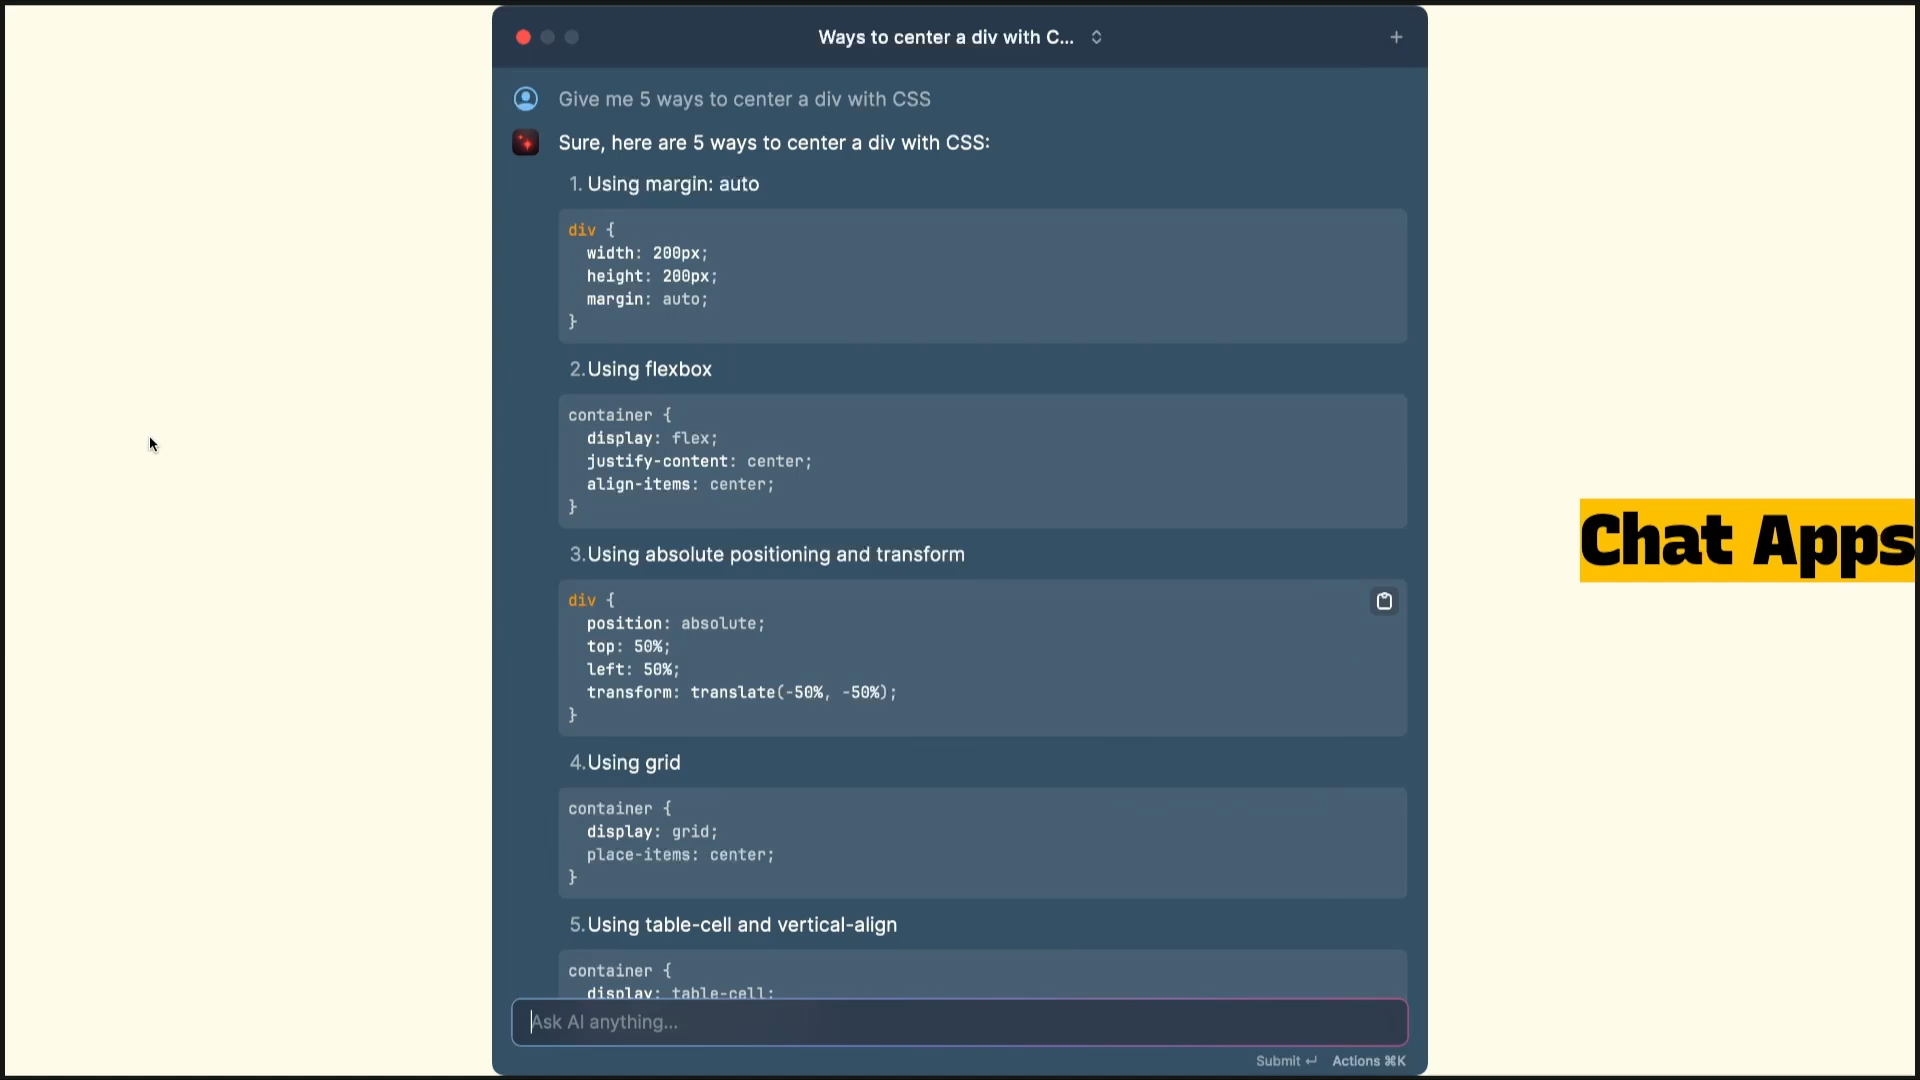 Ways to center a div with C...
Give me 5 ways to center a div with CSS
Sure, here are 5 ways to center a div with CSS:
1. Using margin: auto
div {
  width: 200px;
  height: 200px;
  margin: auto;
}
2. Using flexbox
container {
  display: flex;
  justify-content: center;
  align-items: center;
}
3. Using absolute positioning and transform
div {
  position: absolute;
  top: 50%;
  left: 50%;
  transform: translate(-50%, -50%);
}
4. Using grid
container {
  display: grid;
  place-items: center;
}
5. Using table-cell and vertical-align
container {
  display: table-cell;
Ask AI anything...
Submit ↵ Actions ⌘K
Chat Apps